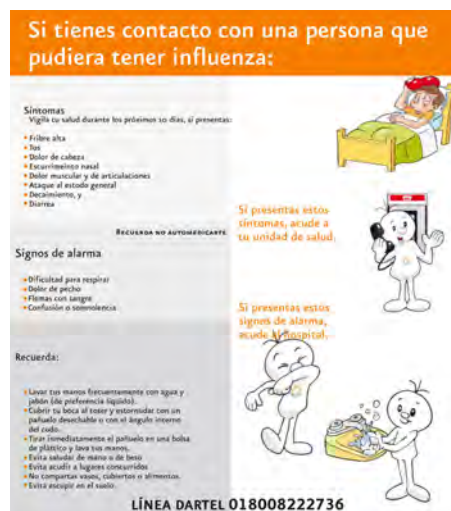 Si tienes contacto con una persona que
pudiera tener influenza:
Síntomas
Vigila tu salud durante los próximos 10 días, si presentas:
• Fribre alta
• Tos
• Dolor de cabeza
• Escurrimeinto nasal
• Dolor muscular y de articulaciones
• Ataque al estado general
• Decaimiento, y
• Diarrea
Recuerda no automedicarte.
Si presentas estos
síntomas, acude a
tu unidad de salud.
Signos de alarma
• Dificultad para respirar
• Dolor de pecho
• Flemas con sangre
• Confusión o somnolencia
Si presentas estos
signos de alarma,
acude al hospital.
Recuerda:
• Lavar tus manos frecuentemente con agua y
jabón (de preferencia líquido).
• Cubrir tu boca al toser y estornudar con un
pañuelo desechable o con el ángulo interno
del codo.
• Tirar inmediatamente el pañuelo en una bolsa
de plástico y lava tus manos.
• Evita saludar de mano o de beso
• Evita acudir a lugares concurridos
• No compartas vasos, cubiertos o alimentos.
• Evita escupir en el suelo.
LÍNEA DARTEL 018008222736